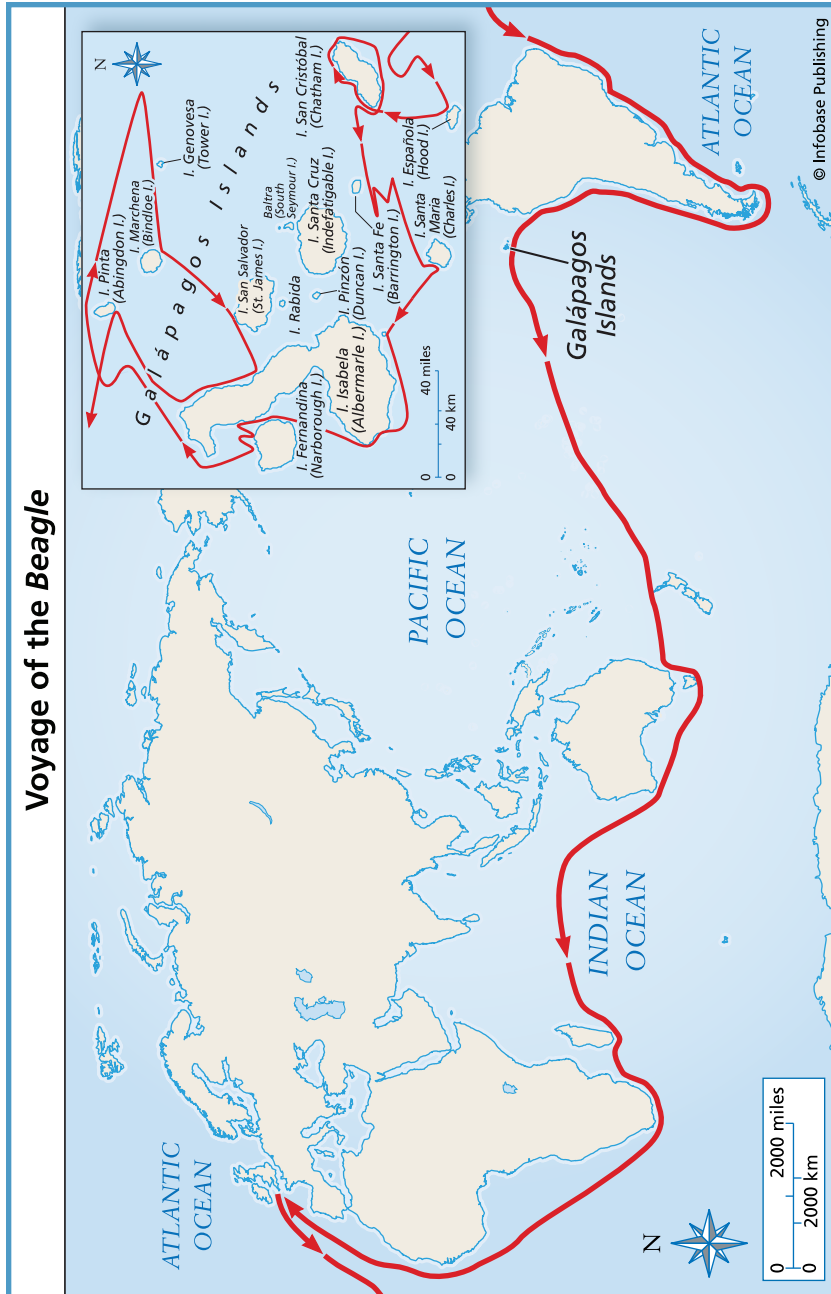 Voyage of the Beagle
ATLANTIC
OCEAN
PACIFIC
OCEAN
INDIAN
OCEAN
Galápagos
Islands
ATLANTIC
OCEAN
N
0 2000 miles
0 2000 km
N
Galápagos Islands
I. Pinta
(Abingdon I.)
I. Marchena
(Bindloe I.)
I. Genovesa
(Tower I.)
I. San Salvador
(St. James I.)
Baltra
(South
Seymour I.)
I. Rabida
I. Santa Cruz
(Indefatigable I.)
I. San Cristóbal
(Chatham I.)
I. Fernandina
(Narborough I.)
I. Isabela
(Albermarle I.)
I. Pinzón
(Duncan I.)
I. Santa Fe
(Barrington I.)
I. Santa
Maria
(Charles I.)
I. Española
(Hood I.)
0 40 miles
0 40 km
© Infobase Publishing